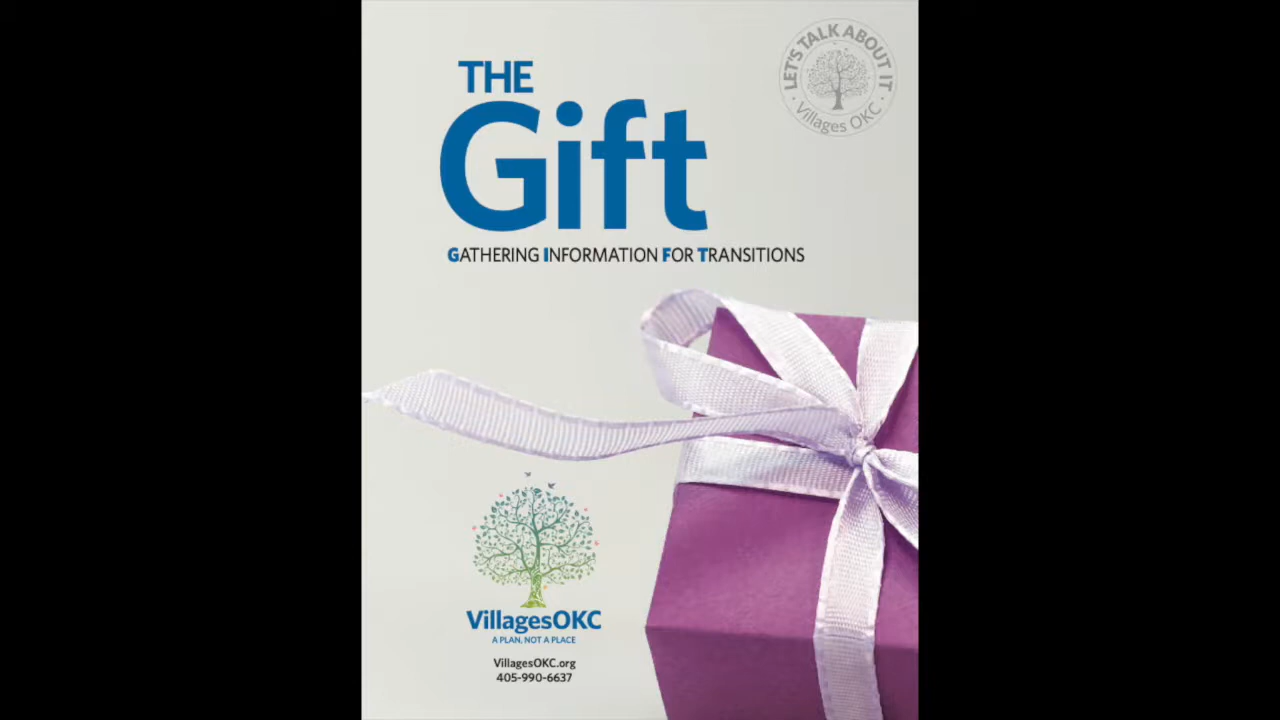 LET'S TALK ABOUT IT
· Villages OKC ·
THE
Gift
GATHERING INFORMATION FOR TRANSITIONS
VillagesOKC
A PLAN, NOT A PLACE
VillagesOKC.org
405-990-6637